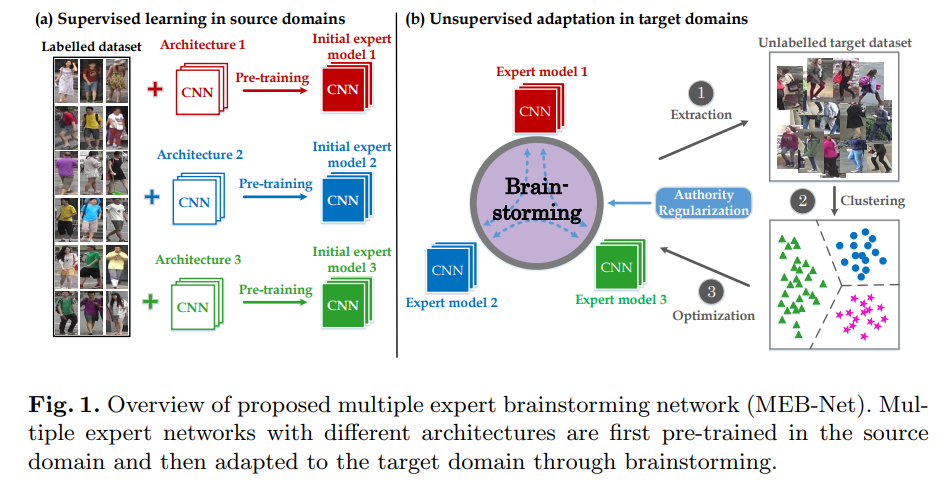 (a) Supervised learning in source domains
Labelled dataset
Architecture 1
CNN
Pre-training
Initial expert
model 1
CNN
Architecture 2
CNN
Pre-training
Initial expert
model 2
CNN
Architecture 3
CNN
Pre-training
Initial expert
model 3
CNN
(b) Unsupervised adaptation in target domains
Expert model 1
CNN
Brain-
storming
CNN
Expert model 2
CNN
Expert model 3
Authority
Regularization
1
Extraction
Unlabelled target dataset
2
Clustering
3
Optimization
Fig. 1. Overview of proposed multiple expert brainstorming network (MEB-Net). Mul-
tiple expert networks with different architectures are first pre-trained in the source
domain and then adapted to the target domain through brainstorming.